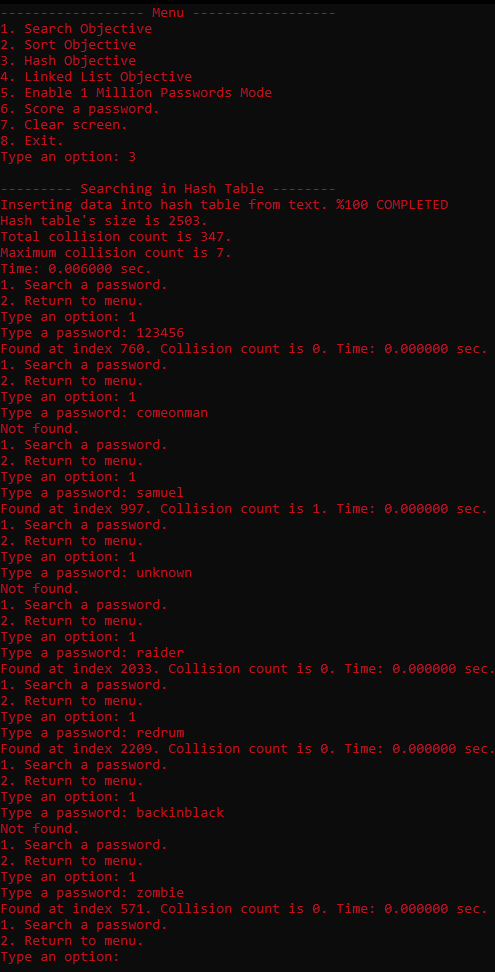 ------------------ Menu ------------------
1. Search Objective
2. Sort Objective
3. Hash Objective
4. Linked List Objective
5. Enable 1 Million Passwords Mode
6. Score a password.
7. Clear screen.
8. Exit.
Type an option: 3
--------- Searching in Hash Table --------
Inserting data into hash table from text. %100 COMPLETED
Hash table's size is 2503.
Total collision count is 347.
Maximum collision count is 7.
Time: 0.006000 sec.
1. Search a password.
2. Return to menu.
Type an option: 1
Type a password: 123456
Found at index 760. Collision count is 0. Time: 0.000000 sec.
1. Search a password.
2. Return to menu.
Type an option: 1
Type a password: comeonman
Not found.
1. Search a password.
2. Return to menu.
Type an option: 1
Type a password: samuel
Found at index 997. Collision count is 1. Time: 0.000000 sec.
1. Search a password.
2. Return to menu.
Type an option: 1
Type a password: unknown
Not found.
1. Search a password.
2. Return to menu.
Type an option: 1
Type a password: raider
Found at index 2033. Collision count is 0. Time: 0.000000 sec.
1. Search a password.
2. Return to menu.
Type an option: 1
Type a password: redrum
Found at index 2209. Collision count is 0. Time: 0.000000 sec.
1. Search a password.
2. Return to menu.
Type an option: 1
Type a password: backinblack
Not found.
1. Search a password.
2. Return to menu.
Type an option: 1
Type a password: zombie
Found at index 571. Collision count is 0. Time: 0.000000 sec.
1. Search a password.
2. Return to menu.
Type an option: